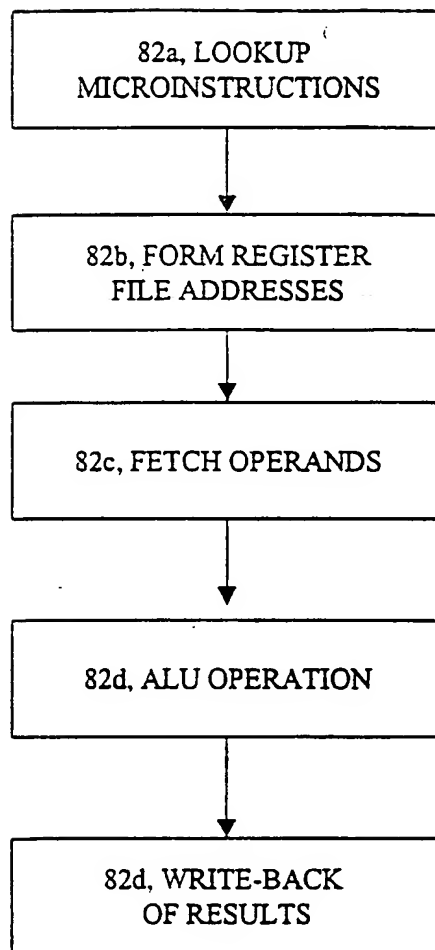 82a, LOOKUP
MICROINSTRUCTIONS
82b, FORM REGISTER
FILE ADDRESSES
82c, FETCH OPERANDS
82d, ALU OPERATION
82d, WRITE-BACK
OF RESULTS